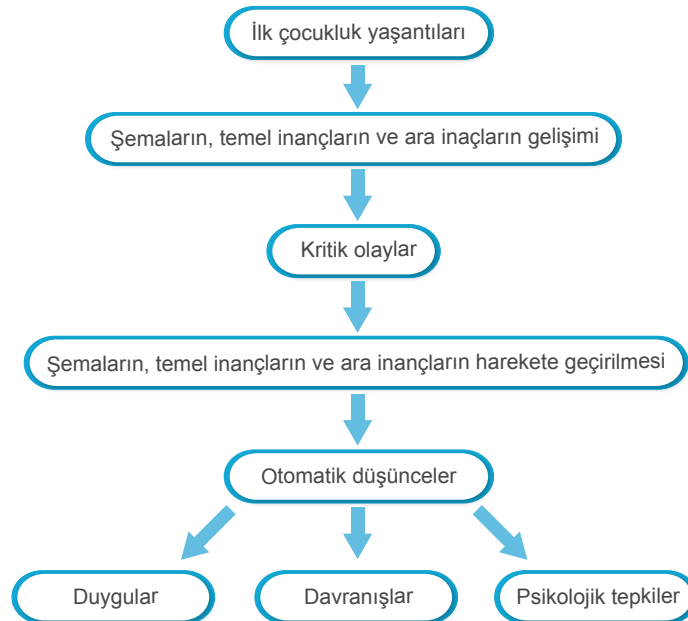 İlk çocukluk yaşantıları
Şemaların, temel inançların ve ara inaçların gelişimi
Kritik olaylar
Şemaların, temel inançların ve ara inançların harekete geçirilmesi
Otomatik düşünceler
Duygular
Davranışlar
Psikolojik tepkiler